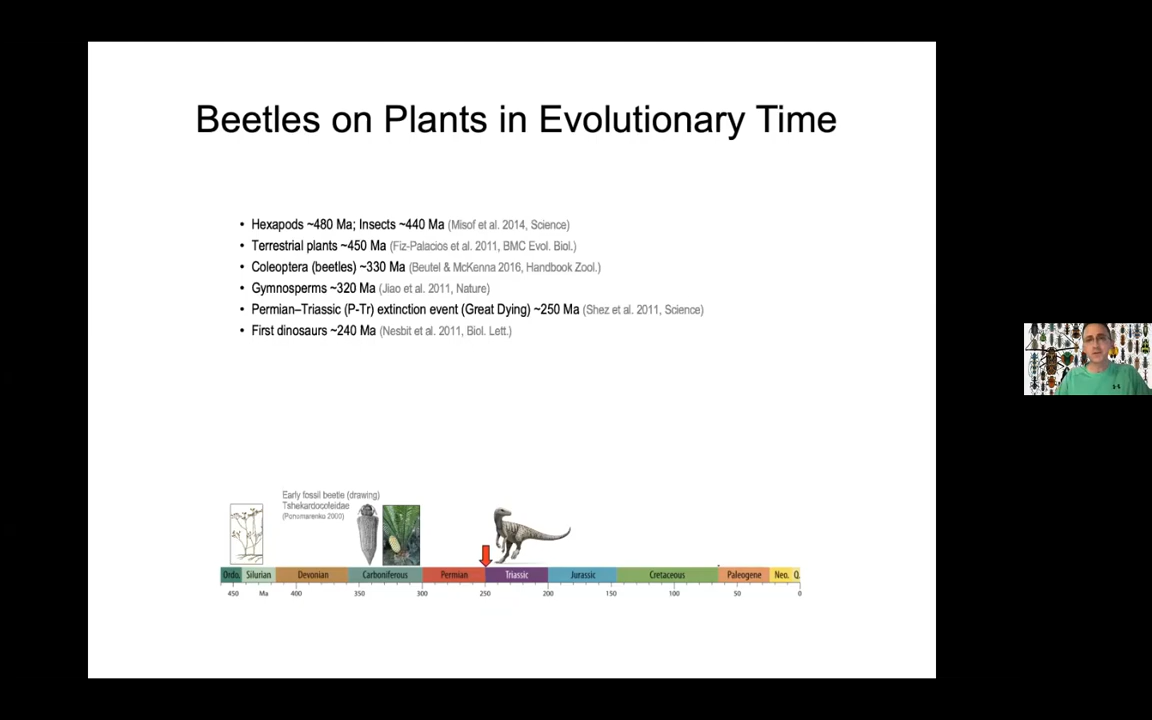 Beetles on Plants in Evolutionary Time
• Hexapods ~480 Ma; Insects ~440 Ma (Misof et al. 2014, Science)
• Terrestrial plants ~450 Ma (Fiz-Palacios et al. 2011, BMC Evol. Biol.)
• Coleoptera (beetles) ~330 Ma (Beutel & McKenna 2016, Handbook Zool.)
• Gymnosperms ~320 Ma (Jiao et al. 2011, Nature)
• Permian–Triassic (P-Tr) extinction event (Great Dying) ~250 Ma (Shez et al. 2011, Science)
• First dinosaurs ~240 Ma (Nesbit et al. 2011, Biol. Lett.)
Early fossil beetle (drawing)
Tshekardocoleidae
(Ponomarenko 2000)
Ordo. Silurian Devonian Carboniferous Permian Triassic Jurassic Cretaceous Paleogene Neo. Q.
450 Ma 400 350 300 250 200 150 100 50 0